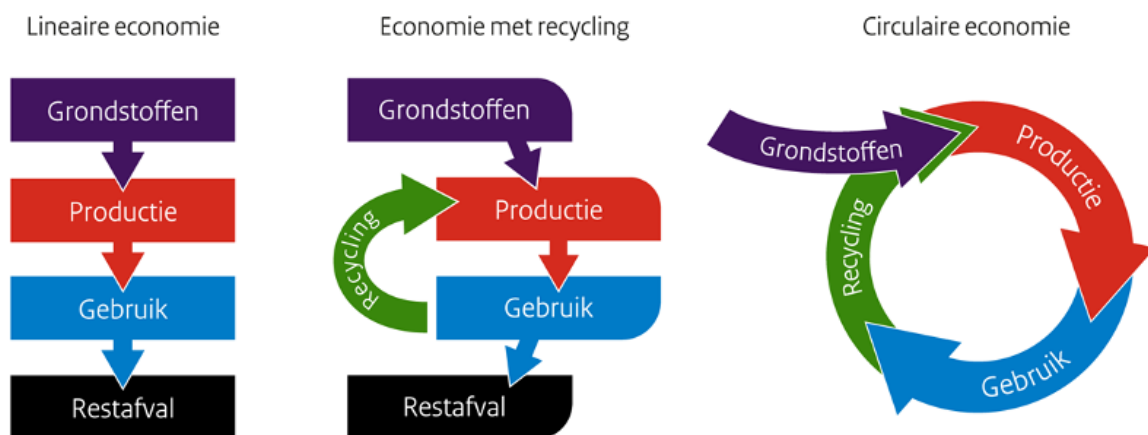 Lineaire economie
Grondstoffen
Productie
Gebruik
Restafval
Economie met recycling
Grondstoffen
Productie
Recycling
Gebruik
Restafval
Circulaire economie
Grondstoffen
Productie
Gebruik
Recycling